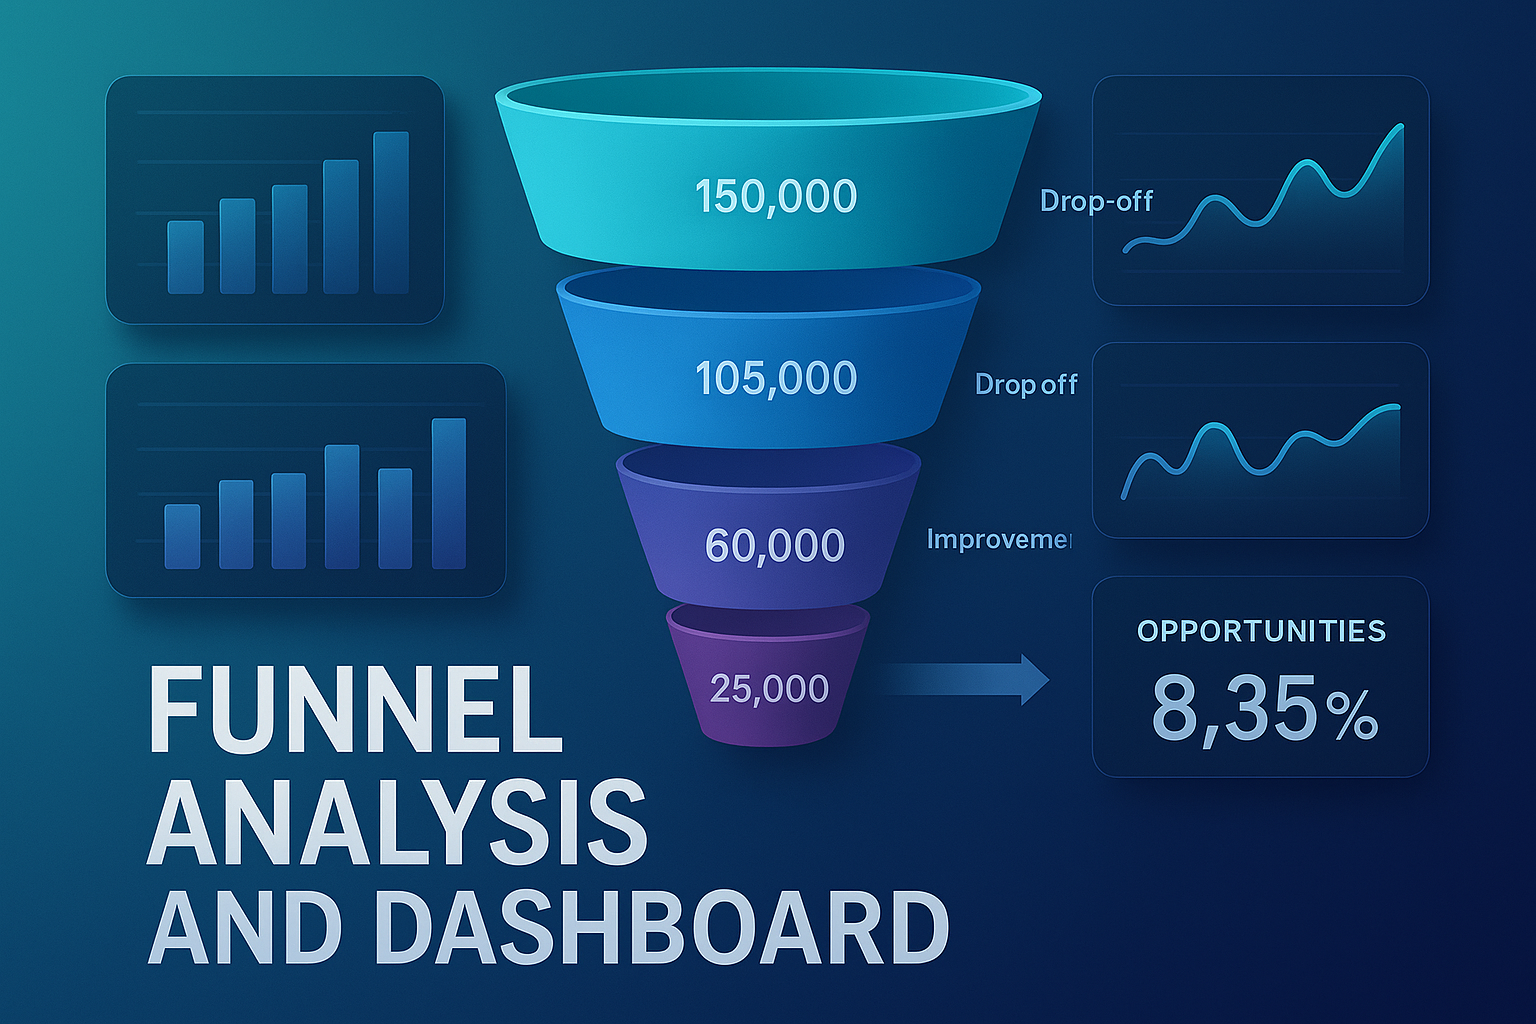 150,000
Drop-off
105,000
Drop off
60,000
Improveme
25,000
OPPORTUNITIES
8,35%
FUNNEL
ANALYSIS
AND DASHBOARD